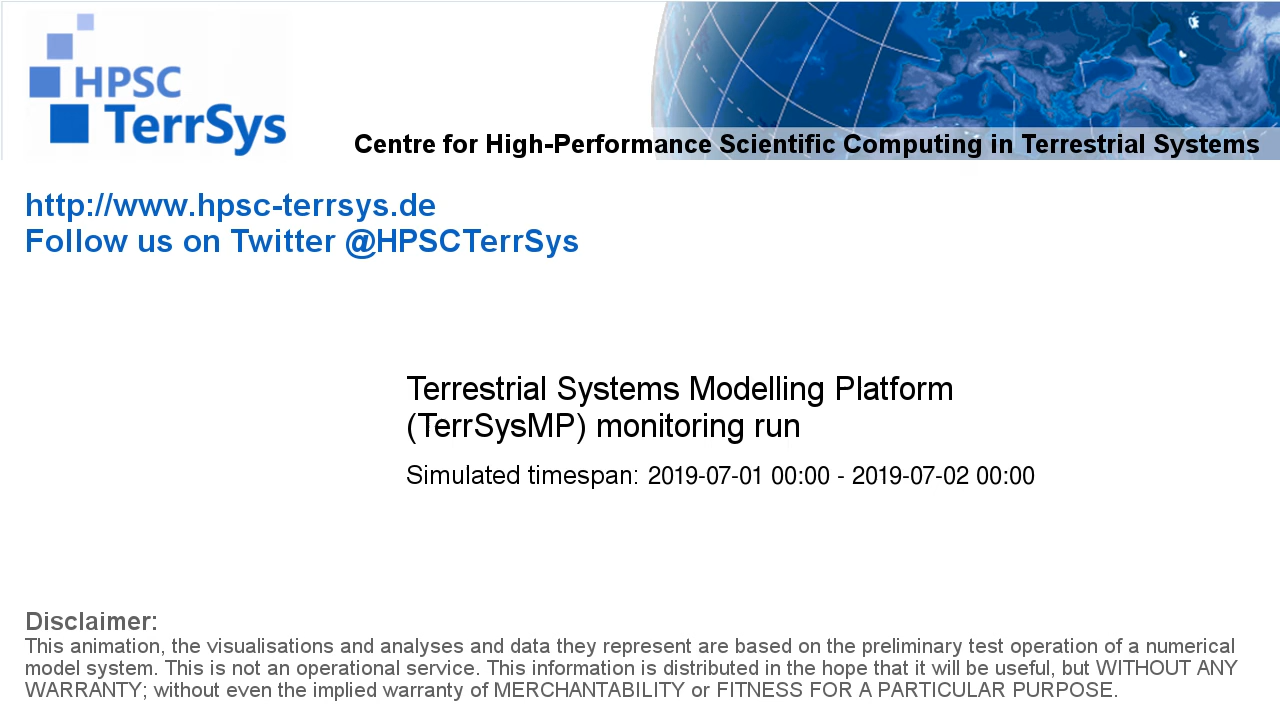 HPSC
TerrSys
Centre for High-Performance Scientific Computing in Terrestrial Systems
http://www.hpsc-terrsys.de
Follow us on Twitter @HPSCTerrSys
Terrestrial Systems Modelling Platform
(TerrSysMP) monitoring run
Simulated timespan: 2019-07-01 00:00 - 2019-07-02 00:00
Disclaimer:
This animation, the visualisations and analyses and data they represent are based on the preliminary test operation of a numerical
model system. This is not an operational service. This information is distributed in the hope that it will be useful, but WITHOUT ANY
WARRANTY; without even the implied warranty of MERCHANTABILITY or FITNESS FOR A PARTICULAR PURPOSE.